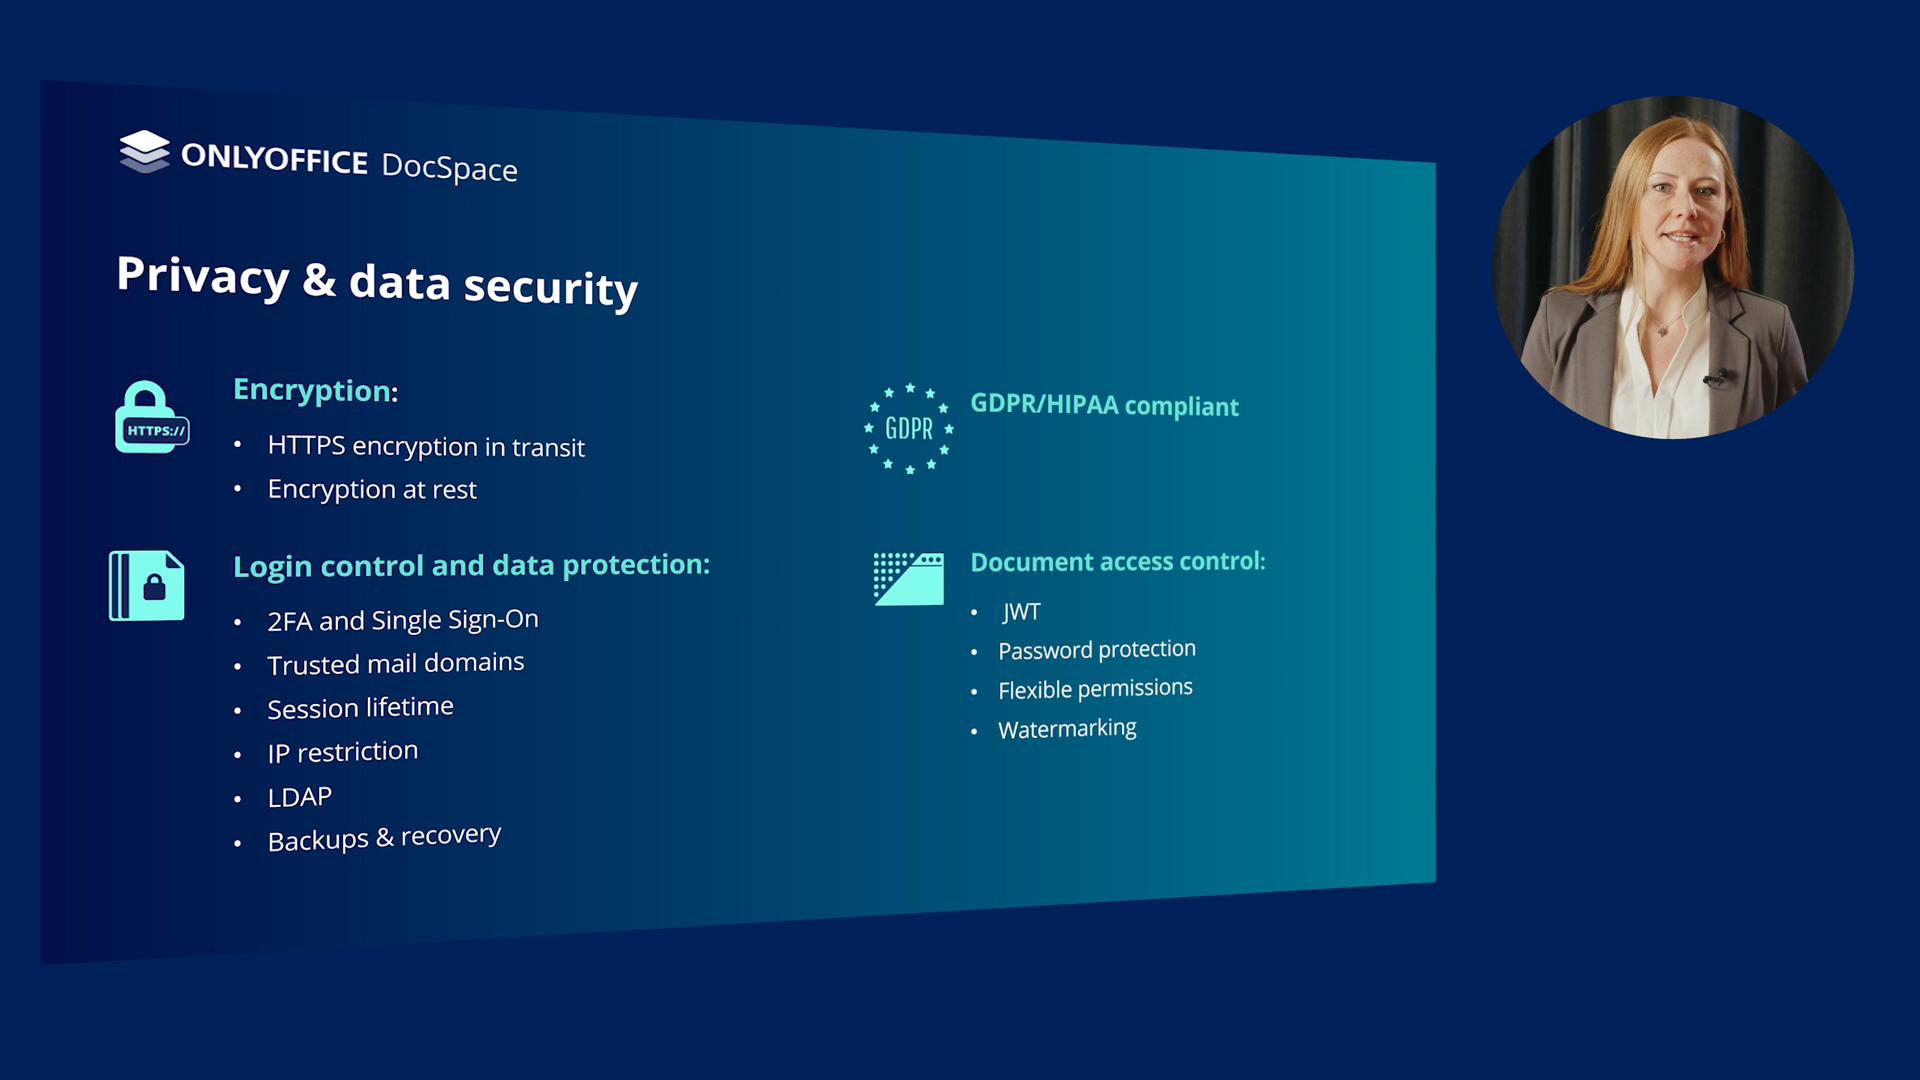 ONLYOFFICE DocSpace
Privacy & data security
HTTPS://
Encryption:
• HTTPS encryption in transit
• Encryption at rest
Login control and data protection:
• 2FA and Single Sign-On
• Trusted mail domains
• Session lifetime
• IP restriction
• LDAP
• Backups & recovery
GDPR
GDPR/HIPAA compliant
Document access control:
• JWT
• Password protection
• Flexible permissions
• Watermarking